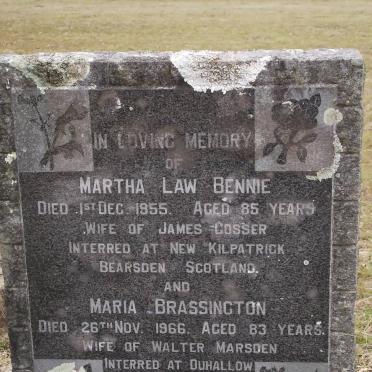 IN LOVING MEMORY
OF
MARTHA LAW BENNIE
DIED 1ST DEC 1955. AGED 85 YEARS
WIFE OF JAMES COSSER
INTERRED AT NEW KILPATRICK
BEARSDEN SCOTLAND.
AND
MARIA BRASSINGTON
DIED 26TH NOV. 1966. AGED 83 YEARS.
WIFE OF WALTER MARSDEN
INTERRED AT DUHALLOW